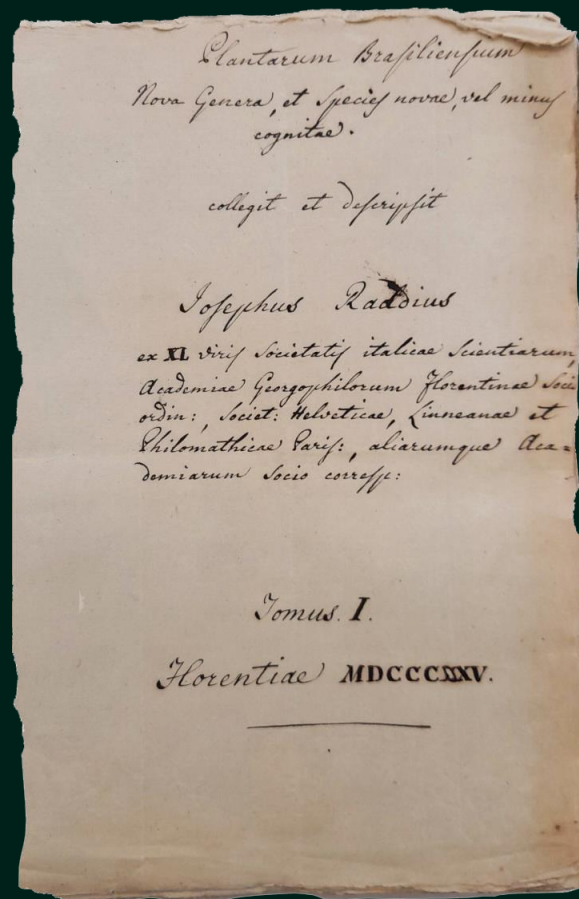 Plantarum Brasiliensium
Nova Genera, et Species novae, vel minus
cognitae.
collegit et descripsit
Josephus Raddius
ex XL viris Societatis italicae Scientiarum,
Academiae Georgophilorum Florentinae Soci
ordin:, Societ: Helveticae, Linneanae et
Philomathicae Paris:, aliarumque Aca=
demiarum Socio corresp:
Tomus. I.
Florentiae MDCCCXXV.